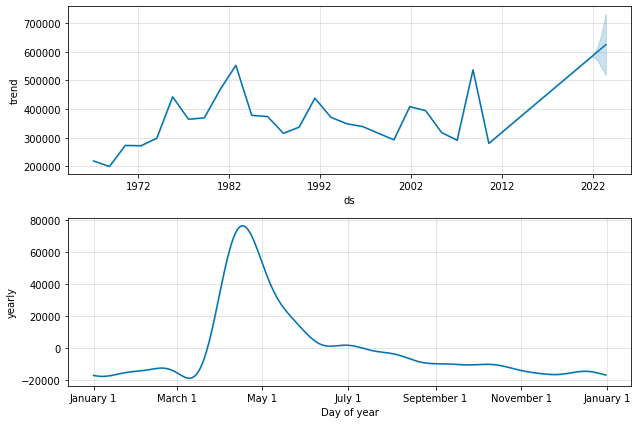 700000
600000
500000
400000
300000
200000
trend
1972 1982 1992 2002 2012 2022
ds
80000
60000
40000
20000
0
−20000
yearly
January 1 March 1 May 1 July 1 September 1 November 1 January 1
Day of year